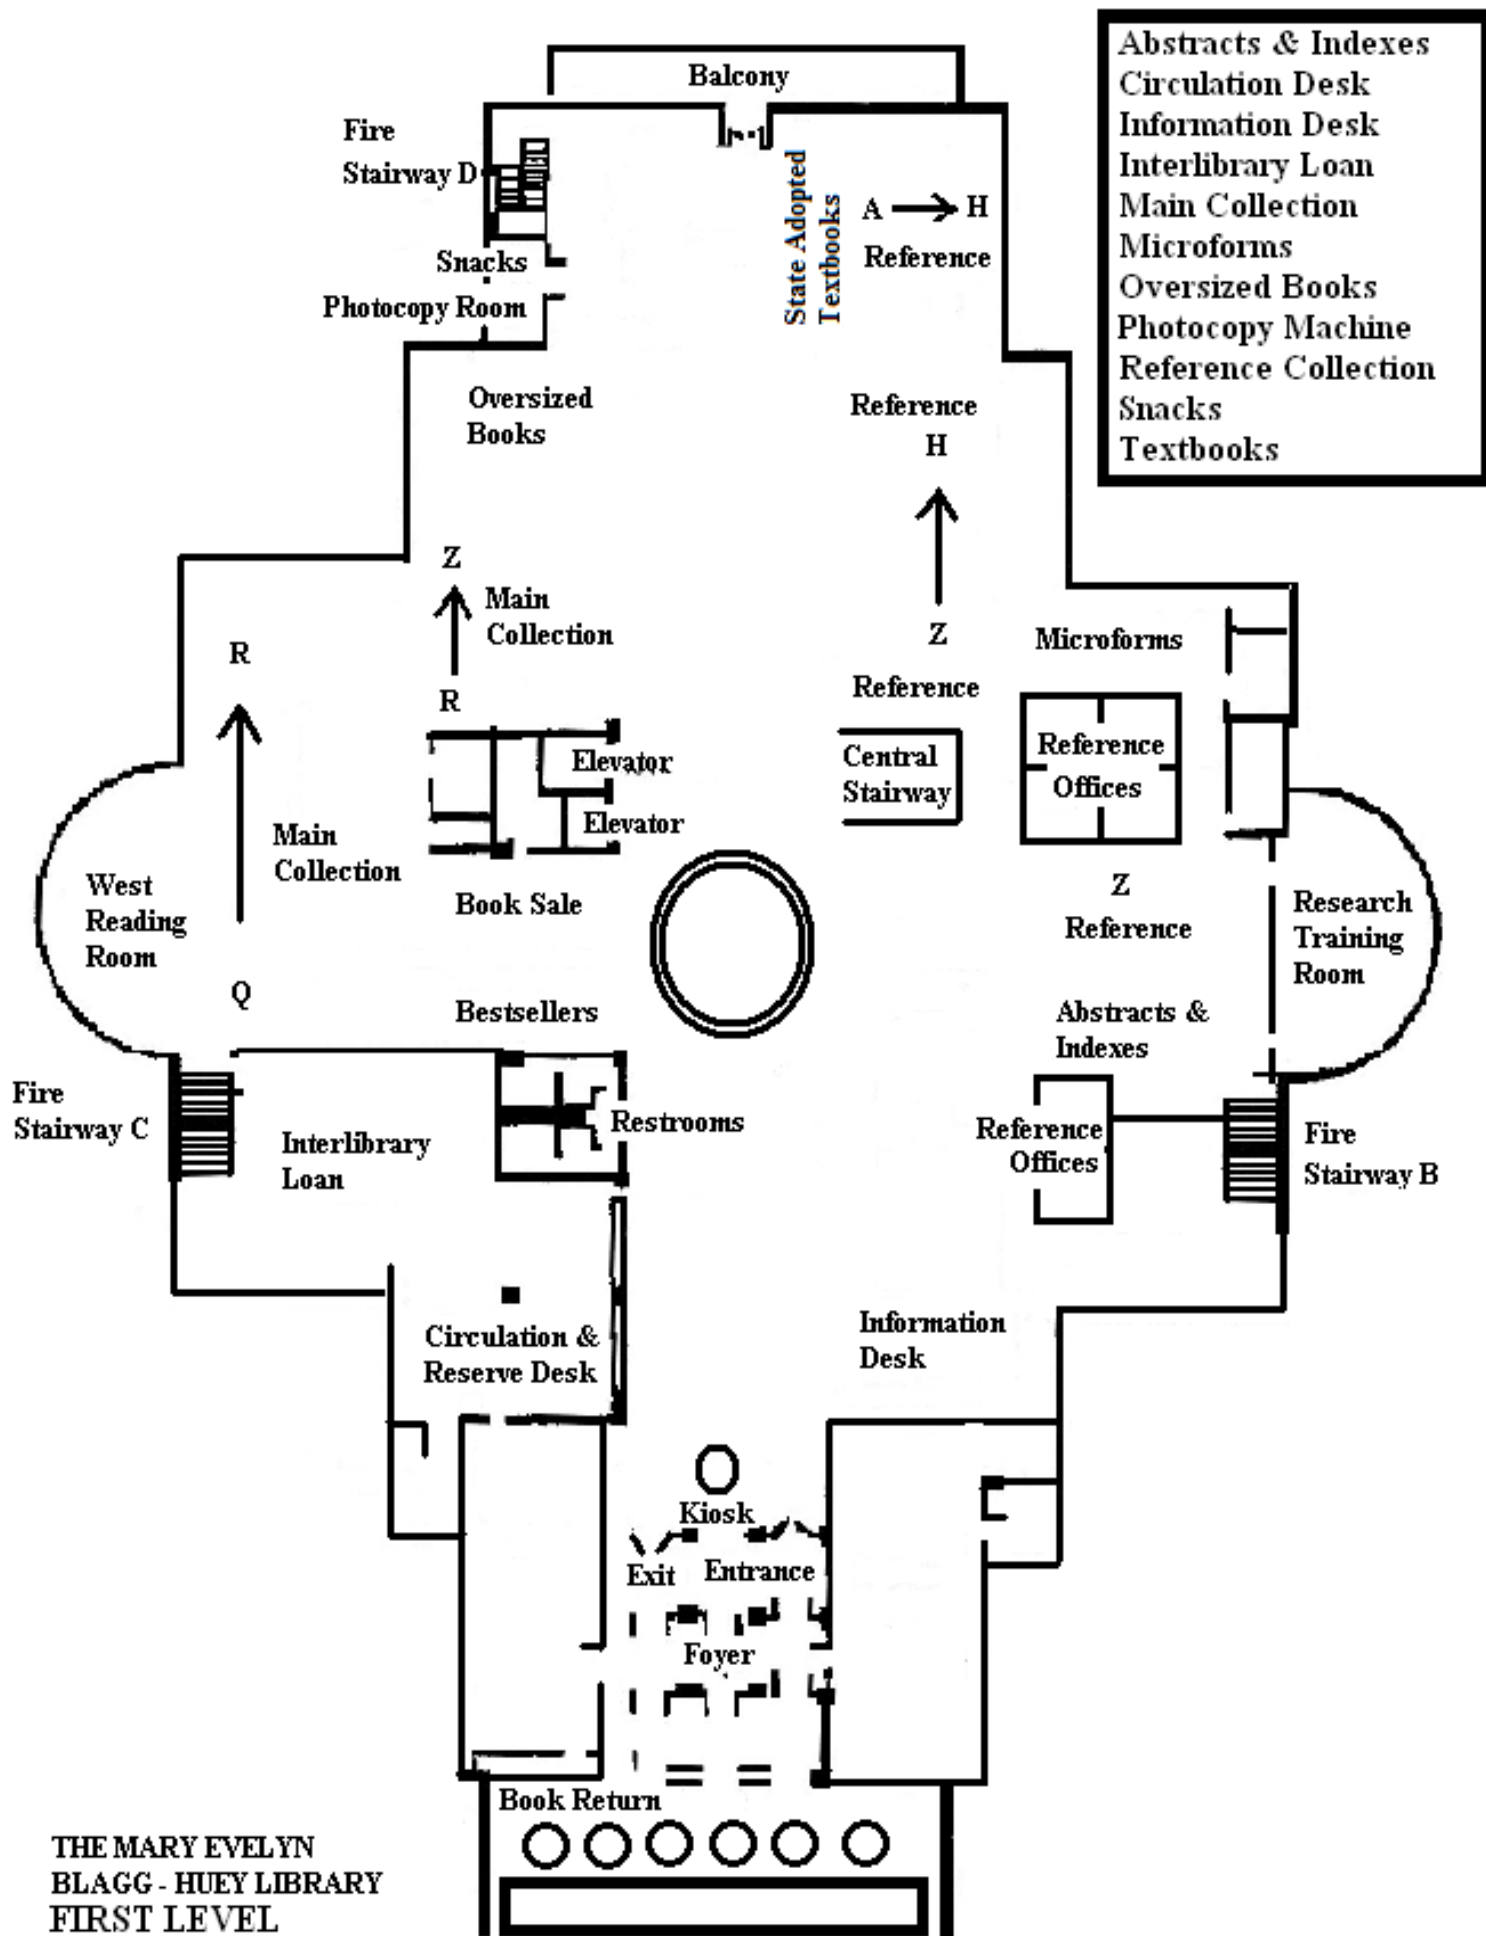 Balcony
Abstracts & Indexes
Circulation Desk
Information Desk
Interlibrary Loan
Main Collection
Microforms
Oversized Books
Photocopy Machine
Reference Collection
Snacks
Textbooks
Fire
Stairway D
State Adopted
Textbooks
A
H
Reference
Snacks
Photocopy Room
Oversized
Books
Reference
H
Z
Reference
Z
Main
Collection
R
R
Main
Collection
Q
West
Reading
Room
Microforms
Reference
Offices
Elevator
Elevator
Central
Stairway
Book Sale
Z
Reference
Research
Training
Room
Bestsellers
Abstracts &
Indexes
Fire
Stairway C
Interlibrary
Loan
Restrooms
Reference
Offices
Fire
Stairway B
Circulation &
Reserve Desk
Information
Desk
Kiosk
Exit
Entrance
Foyer
Book Return
THE MARY EVELYN
BLAGG - HUEY LIBRARY
FIRST LEVEL